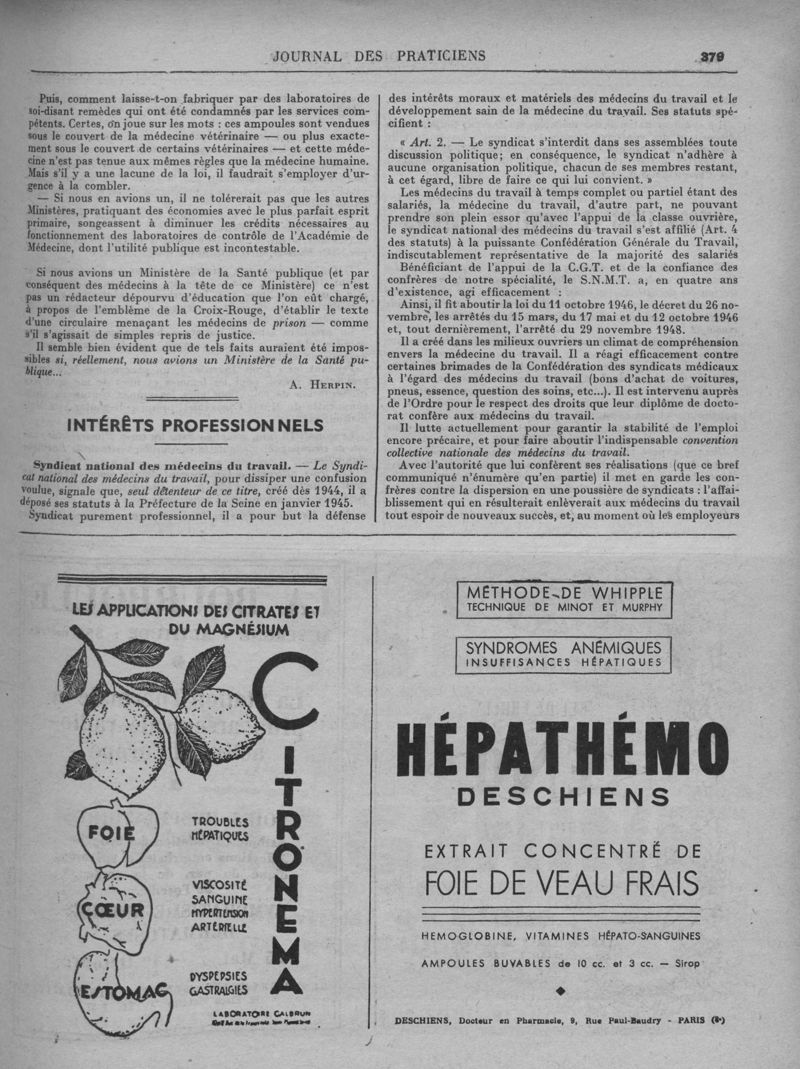 JOURNAL DES PRATICIENS
379
Puis, comment laisse-t-on fabriquer par des laboratoires de
soi-disant remèdes qui ont été condamnés par les services com-
pétents. Certes, on joue sur les mots : ces ampoules sont vendues
sous le couvert de la médecine vétérinaire — ou plus exacte-
ment sous le couvert de certains vétérinaires — et cette méde-
cine n'est pas tenue aux mêmes règles que la médecine humaine.
Mais s'il y a une lacune de la loi, il faudrait s'employer d'ur-
gence à la combler.
— Si nous en avions un, il ne tolérerait pas que les autres
Ministères, pratiquant des économies avec le plus parfait esprit
primaire, songeassent à diminuer les crédits nécessaires au
fonctionnement des laboratoires de contrôle de l'Académie de
Médecine, dont l'utilité publique est incontestable.
Si nous avions un Ministère de la Santé publique (et par
conséquent des médecins à la tête de ce Ministère) ce n'est
pas un rédacteur dépourvu d'éducation que l'on eût chargé,
à propos de l'emblème de la Croix-Rouge, d'établir le texte
d'une circulaire menaçant les médecins de prison — comme
s'il s'agissait de simples repris de justice.
Il semble bien évident que de tels faits auraient été impos-
sibles si, réellement, nous avions un Ministère de la Santé pu-
blique...
A. HERPIN.
INTÉRÊTS PROFESSIONNELS
Syndicat national des médecins du travail. — Le Syndi-
cat national des médecins du travail, pour dissiper une confusion
voulue, signale que, seul détenteur de ce titre, créé dès 1944, il a
déposé ses statuts à la Préfecture de la Seine en janvier 1945.
Syndicat purement professionnel, il a pour but la défense
des intérêts moraux et matériels des médecins du travail et le
développement sain de la médecine du travail. Ses statuts spé-
cifient :
« Art. 2. — Le syndicat s'interdit dans ses assemblées toute
discussion politique; en conséquence, le syndicat n'adhère à
aucune organisation politique, chacun de ses membres restant,
à cet égard, libre de faire ce qui lui convient. »
Les médecins du travail à temps complet ou partiel étant des
salariés, la médecine du travail, d'autre part, ne pouvant
prendre son plein essor qu'avec l'appui de la classe ouvrière,
le syndicat national des médecins du travail s'est affilié (Art. 4
des statuts) à la puissante Confédération Générale du Travail,
indiscutablement représentative de la majorité des salariés
Bénéficiant de l'appui de la C.G.T. et de la confiance des
confrères de notre spécialité, le S.N.M.T. a, en quatre ans
d'existence, agi efficacement :
Ainsi, il fit aboutir la loi du 11 octobre 1946, le décret du 26 no-
vembre, les arrêtés du 15 mars, du 17 mai et du 12 octobre 1946
et, tout dernièrement, l'arrêté du 29 novembre 1948.
Il a créé dans les milieux ouvriers un climat de compréhension
envers la médecine du travail. Il a réagi efficacement contre
certaines brimades de la Confédération des syndicats médicaux
à l'égard des médecins du travail (bons d'achat de voitures,
pneus, essence, question des soins, etc...). Il est intervenu auprès
de l'Ordre pour le respect des droits que leur diplôme de docto-
rat confère aux médecins du travail.
Il lutte actuellement pour garantir la stabilité de l'emploi
encore précaire, et pour faire aboutir l'indispensable convention
collective nationale des médecins du travail.
Avec l'autorité que lui confèrent ses réalisations (que ce bref
communiqué n'énumère qu'en partie) il met en garde les con-
frères contre la dispersion en une poussière de syndicats : l'affai-
blissement qui en résulterait enlèverait aux médecins du travail
tout espoir de nouveaux succès, et, au moment où les employeurs
LES APPLICATIONS DES CITRATES ET
DU MAGNÉSIUM
CITRONEMA
FOIE
TROUBLES
HÉPATIQUES
CŒUR
VISCOSITÉ
SANGUINE
HYPERTENSION
ARTÉRIELLE
ESTOMAC
DYSPEPSIES
GASTRALGIES
LABORATOIRE GALBRUN
MÉTHODE DE WHIPPLE
TECHNIQUE DE MINOT ET MURPHY
SYNDROMES ANÉMIQUES
INSUFFISANCES HÉPATIQUES
HÉPATHÉMO
DESCHIENS
EXTRAIT CONCENTRÉ DE
FOIE DE VEAU FRAIS
HEMOGLOBINE, VITAMINES HÉPATO-SANGUINES
AMPOULES BUVABLES de 10 cc. et 3 cc. — Sirop
DESCHIENS, Docteur en Pharmacie, 9, Rue Paul-Baudry - PARIS (8e)